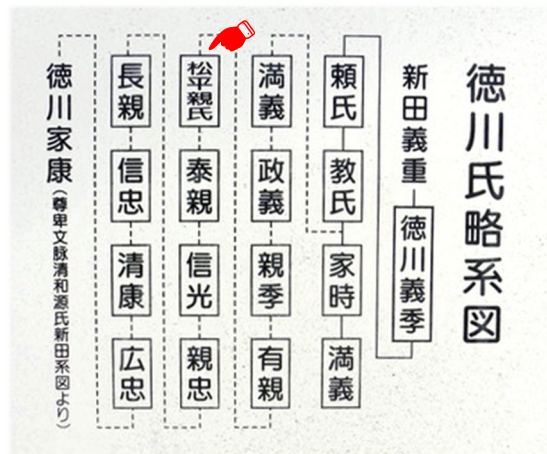 徳川氏略系図
新田義重
徳川義季
頼氏
教氏
家時
満義
満義
政義
親季
有親
松平親氏
泰親
信光
親忠
長親
信忠
清康
広忠
徳川家康(尊卑文脉清和源氏新田系図より)